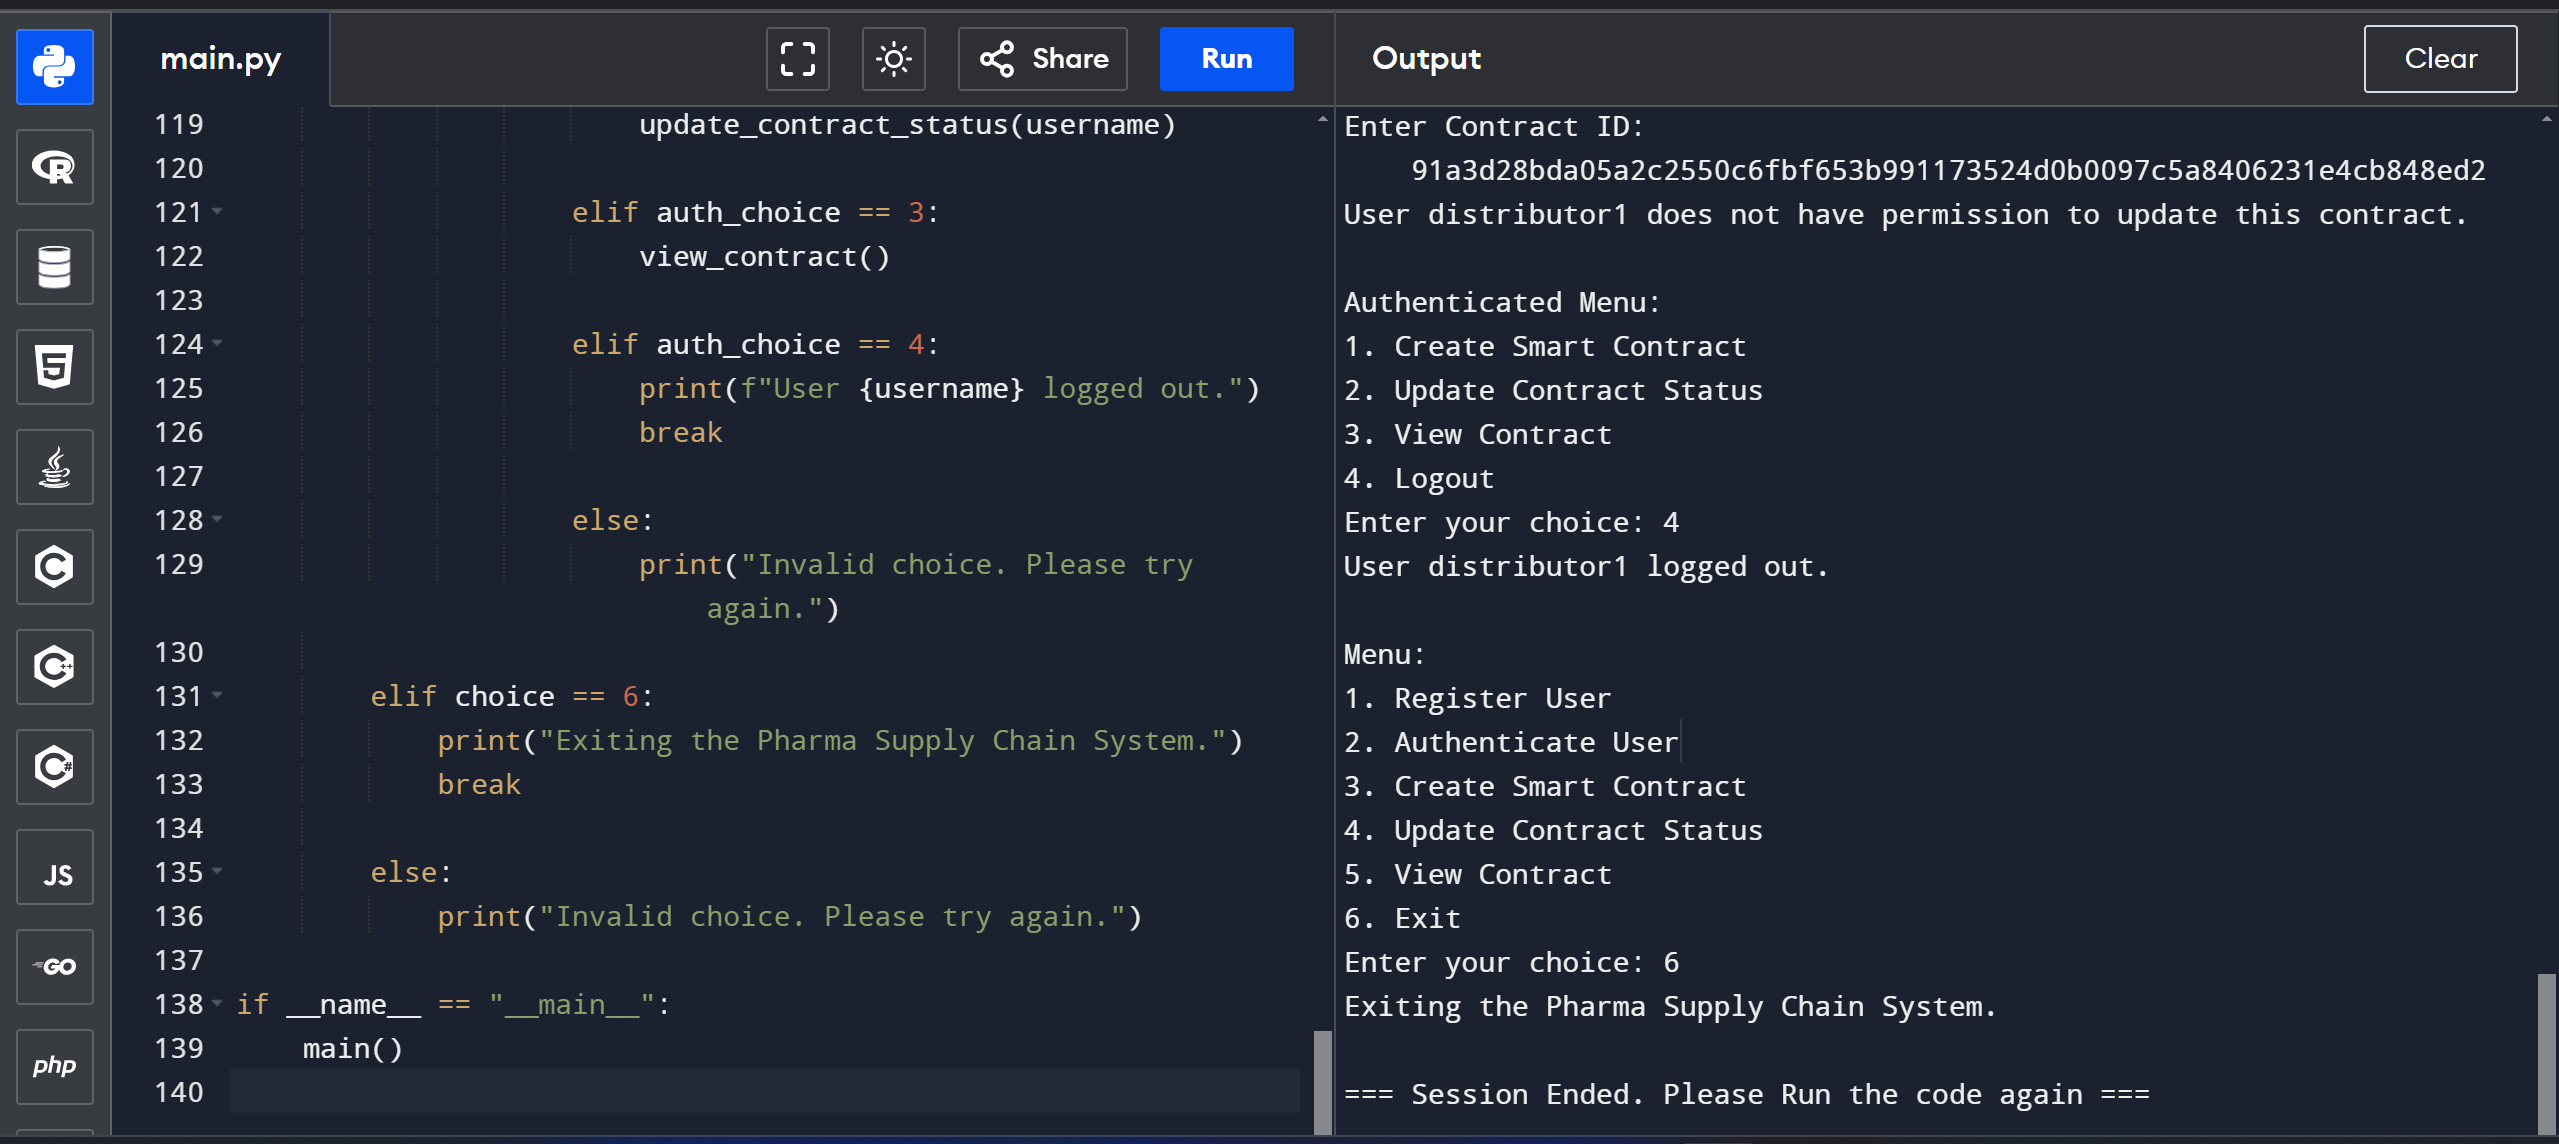 main.py
Share
Run
Output
Clear
R
5
C
C++
C#
JS
GO
php
119 update_contract_status(username)
120
121 elif auth_choice == 3:
122 view_contract()
123
124 elif auth_choice == 4:
125 print(f"User {username} logged out.")
126 break
127
128 else:
129 print("Invalid choice. Please try
again.")
130
131 elif choice == 6:
132 print("Exiting the Pharma Supply Chain System.")
133 break
134
135 else:
136 print("Invalid choice. Please try again.")
137
138 if __name__ == "__main__":
139 main()
140
Enter Contract ID:
91a3d28bda05a2c2550c6fbf653b991173524d0b0097c5a8406231e4cb848ed2
User distributor1 does not have permission to update this contract.
Authenticated Menu:
1. Create Smart Contract
2. Update Contract Status
3. View Contract
4. Logout
Enter your choice: 4
User distributor1 logged out.
Menu:
1. Register User
2. Authenticate User
3. Create Smart Contract
4. Update Contract Status
5. View Contract
6. Exit
Enter your choice: 6
Exiting the Pharma Supply Chain System.
=== Session Ended. Please Run the code again ===